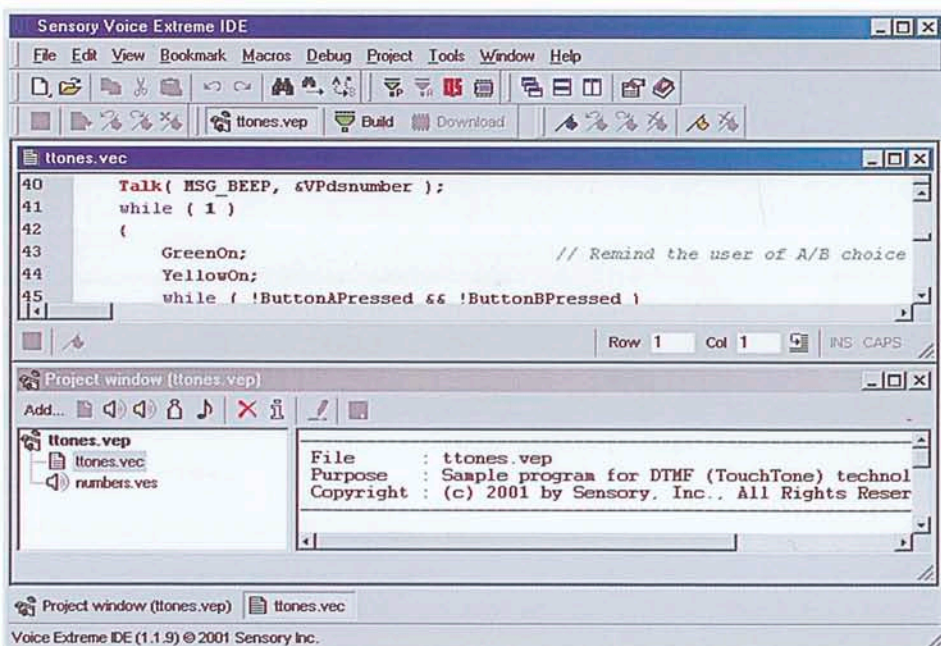 Sensory Voice Extreme IDE
File Edit View Bookmark Macros Debug Project Tools Window Help
ttones.vep Build Download
ttones.vec
40 Talk( MSG_BEEP, &VPdsnumber );
41 while ( 1 )
42 {
43 GreenOn; // Remind the user of A/B choice
44 YellowOn;
45 while ( !ButtonAPressed && !ButtonBPressed )
Row 1 Col 1 INS CAPS
Project window (ttones.vep)
Add...
ttones.vep
ttones.vec
numbers.ves
File : ttones.vep
Purpose : Sample program for DTMF (TouchTone) technol
Copyright : (c) 2001 by Sensory, Inc., All Rights Reser
Project window (ttones.vep) ttones.vec
Voice Extreme IDE (1.1.9) © 2001 Sensory Inc.